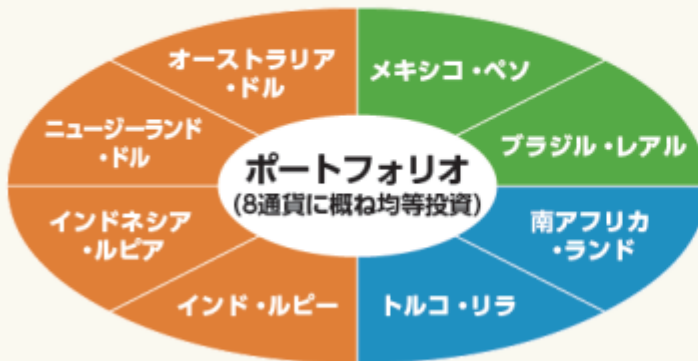 オーストラリア
・ドル
メキシコ・ペソ
ニュージーランド
・ドル
ブラジル・レアル
ポートフォリオ
(8通貨に概ね均等投資)
インドネシア
・ルピア
南アフリカ
・ランド
インド・ルピー
トルコ・リラ